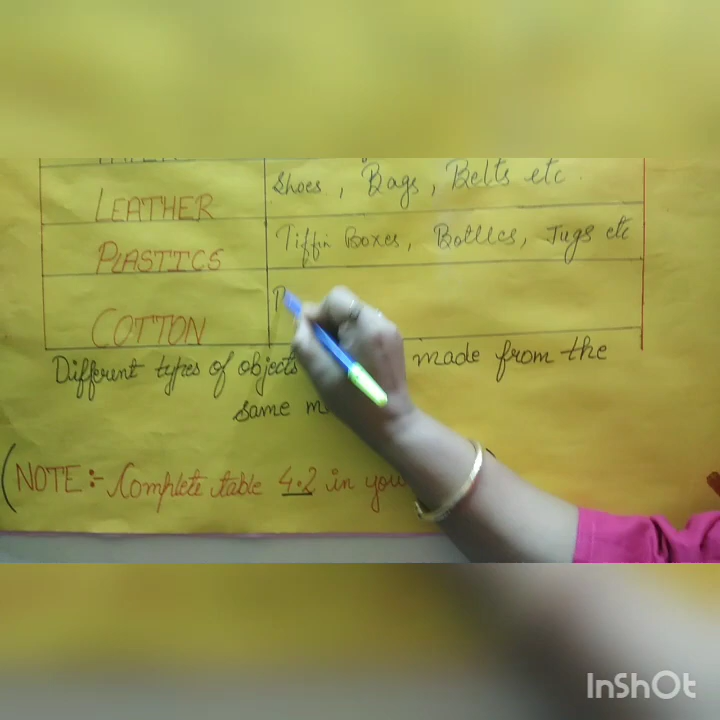 LEATHER Shoes, Bags, Belts etc.
PLASTICS Tiffin Boxes, Bottles, Jugs etc
COTTON
Different types of objects made from the
same
(NOTE:- Complete table 4.2 in
InShOt